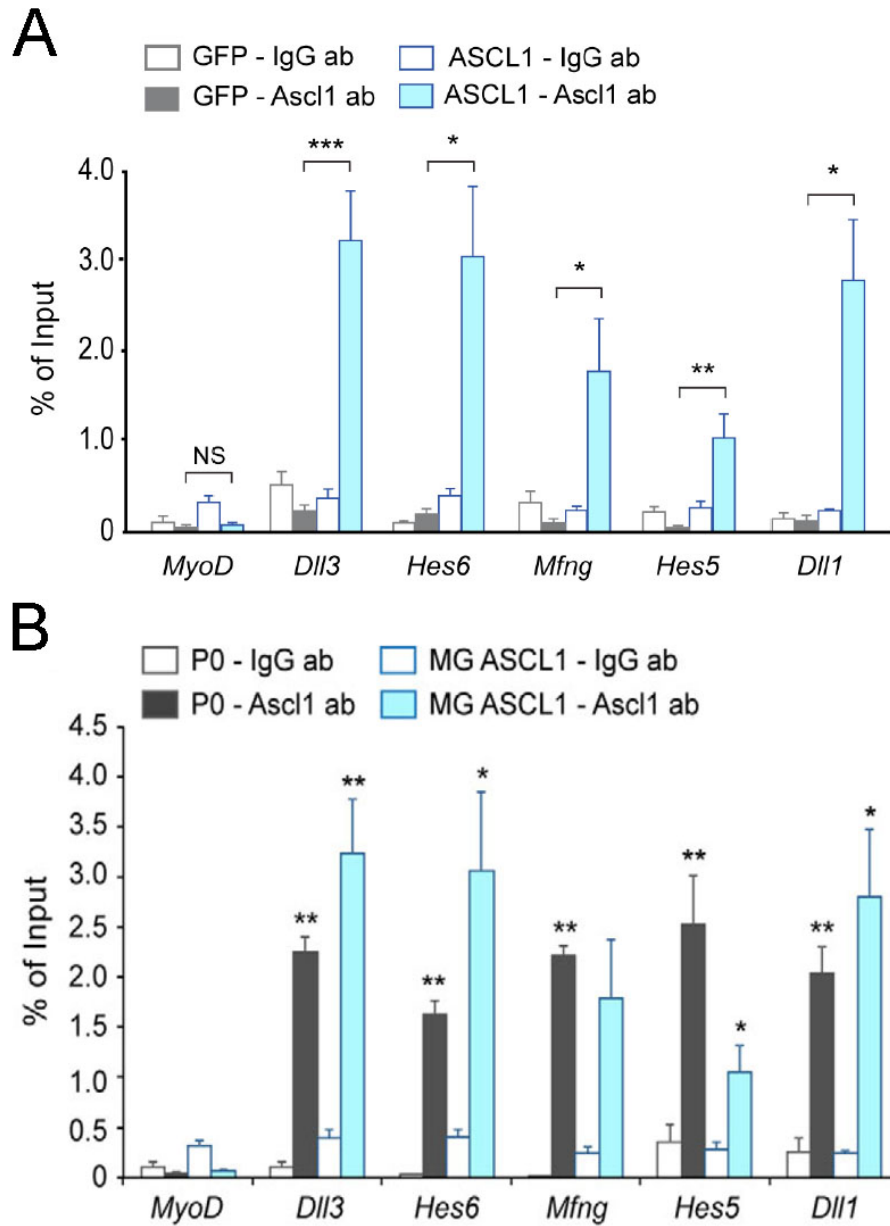 A
GFP - IgG ab ASCL1 - IgG ab
GFP - Ascl1 ab ASCL1 - Ascl1 ab
% of Input
4.0
3.0
2.0
1.0
0
NS
***
*
*
**
*
MyoD Dll3 Hes6 Mfng Hes5 Dll1
B
P0 - IgG ab MG ASCL1 - IgG ab
P0 - Ascl1 ab MG ASCL1 - Ascl1 ab
% of Input
4.5
4.0
3.5
3.0
2.5
2.0
1.5
1.0
0.5
0
** **
** *
**
** *
** *
MyoD Dll3 Hes6 Mfng Hes5 Dll1